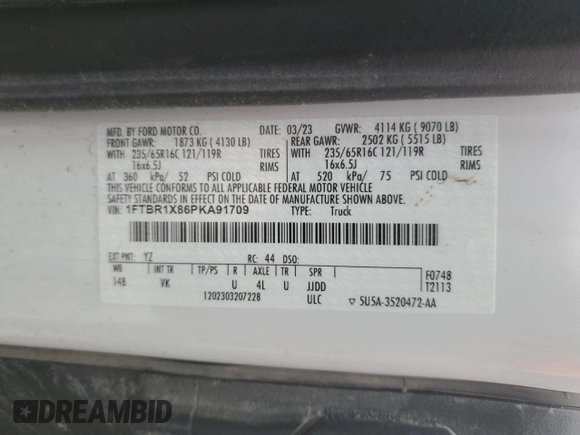 MFD. BY FORD MOTOR CO. DATE: 03/23 GVWR: 4114 KG ( 9070 LB)
FRONT GAWR: 1873 KG ( 4130 LB) REAR GAWR: 2502 KG ( 5515 LB)
WITH 235/65R16C 121/119R TIRES WITH 235/65R16C 121/119R TIRES
16x6.5J RIMS 16x6.5J RIMS
AT 360 kPa/ 52 PSI COLD AT 520 kPa/ 75 PSI COLD
THIS VEHICLE CONFORMS TO ALL APPLICABLE FEDERAL MOTOR VEHICLE
SAFETY STANDARDS IN EFFECT ON THE DATE OF MANUFACTURE SHOWN ABOVE.
VIN: 1FTBR1X86PKA91709 TYPE: Truck
EXT PNT: YZ RC: 44 DSO:
WB INT TR TP/PS R AXLE TR SPR F0748
148 VK U 4L U JJDD T2113
1202303207228 ULC ▽ 5U5A-3520472-AA
DREAMBID